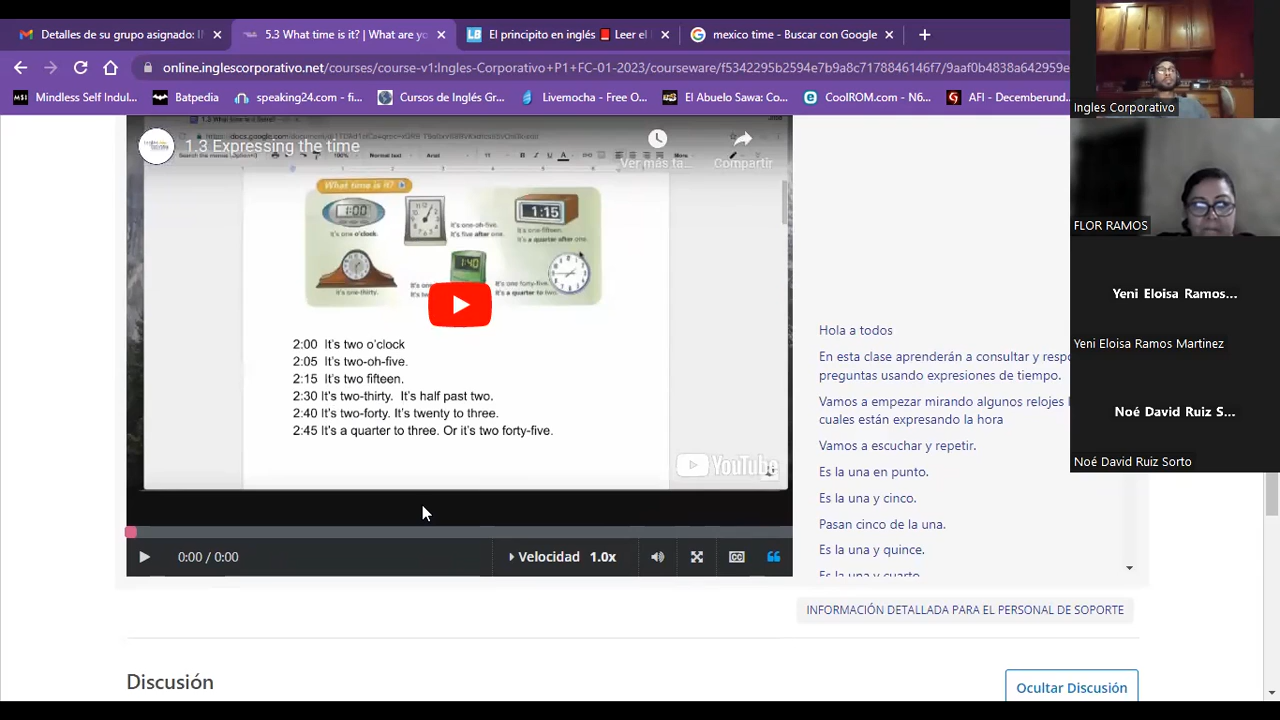 Detalles de su grupo asignado: I
5.3 What time is it? | What are yo
El principito en inglés Leer el
mexico time - Buscar con Google
online.inglescorporativo.net/courses/course-v1:Ingles-Corporativo+P1+FC-01-2023/courseware/f5342295b2594e7b9a8c7178846146f7/9aaf0b4838a642959e
Mindless Self Indul...
Batpedia
speaking24.com - fi...
Cursos de Inglés gr...
Livemocha - Free O...
El Abuelo Sawa: Co...
CoolROM.com - N6...
AFI - Decemberund...
1.3 Expressing the time
Ver más ta...
Compartir
What time is it?
1:00
It's one o'clock.
It's one-oh-five.
It's five after one.
1:15
It's one fifteen.
It's a quarter after one.
It's one-thirty.
1:40
It's one forty-five.
It's a quarter to two.
2:00 It's two o'clock
2:05 It's two-oh-five.
2:15 It's two fifteen.
2:30 It's two-thirty. It's half past two.
2:40 It's two-forty. It's twenty to three.
2:45 It's a quarter to three. Or it's two forty-five.
YouTube
0:00 / 0:00
Velocidad 1.0x
Hola a todos
En esta clase aprenderán a consultar y resp
preguntas usando expresiones de tiempo.
Vamos a empezar mirando algunos relojes l
cuales están expresando la hora
Vamos a escuchar y repetir.
Es la una en punto.
Es la una y cinco.
Pasan cinco de la una.
Es la una y quince.
Es la una y cuarto
INFORMACIÓN DETALLADA PARA EL PERSONAL DE SOPORTE
Discusión
Ocultar Discusión
Ingles Corporativo
FLOR RAMOS
Yeni Eloisa Ramos...
Yeni Eloisa Ramos Martinez
Noé David Ruiz S...
Noé David Ruiz Sorto